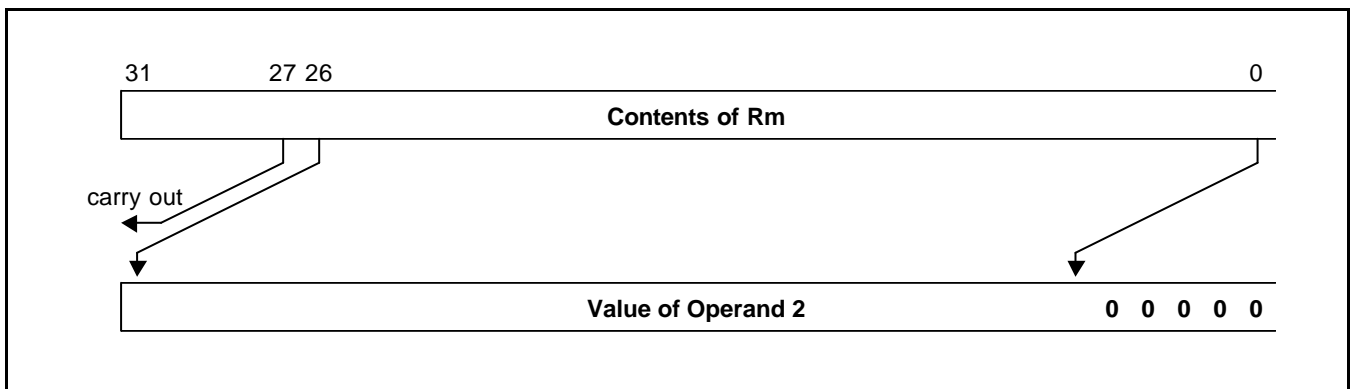 31 27 26 0
Contents of Rm
carry out
Value of Operand 2 0 0 0 0 0